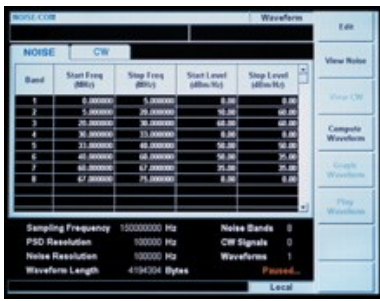 NOISE COM Waveform
Edit
NOISE CW
View Noise
Band Start Freq (MHz) Stop Freq (MHz) Start Level (dBm/Hz) Stop Level (dBm/Hz)
View CW
1 0.000000 5.000000 0.00 0.00
2 5.000000 20.000000 10.00 60.00
3 20.000000 30.000000 60.00 60.00
4 30.000000 33.000000 0.00 0.00
5 33.000000 40.000000 50.00 50.00
6 40.000000 60.000000 50.00 35.00
7 60.000000 67.000000 35.00 35.00
8 67.000000 75.000000 0.00 0.00
Compute Waveform
Graph Waveform
Play Waveform
Sampling Frequency 150000000 Hz Noise Bands 8
PSD Resolution 100000 Hz CW Signals 0
Noise Resolution 100000 Hz Waveforms 1
Waveform Length 4194304 Bytes Paused...
Local